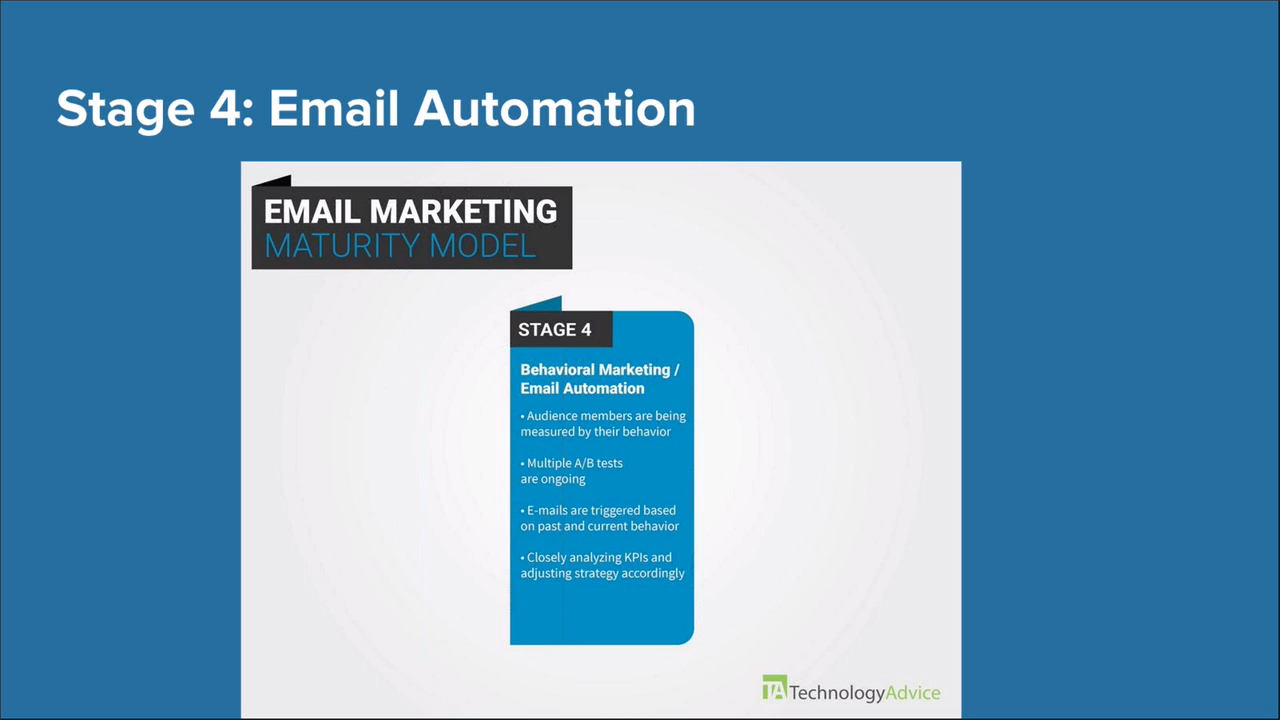 Stage 4: Email Automation
EMAIL MARKETING
MATURITY MODEL
STAGE 4
Behavioral Marketing /
Email Automation
• Audience members are being
measured by their behavior
• Multiple A/B tests
are ongoing
• E-mails are triggered based
on past and current behavior
• Closely analyzing KPIs and
adjusting strategy accordingly
TA TechnologyAdvice